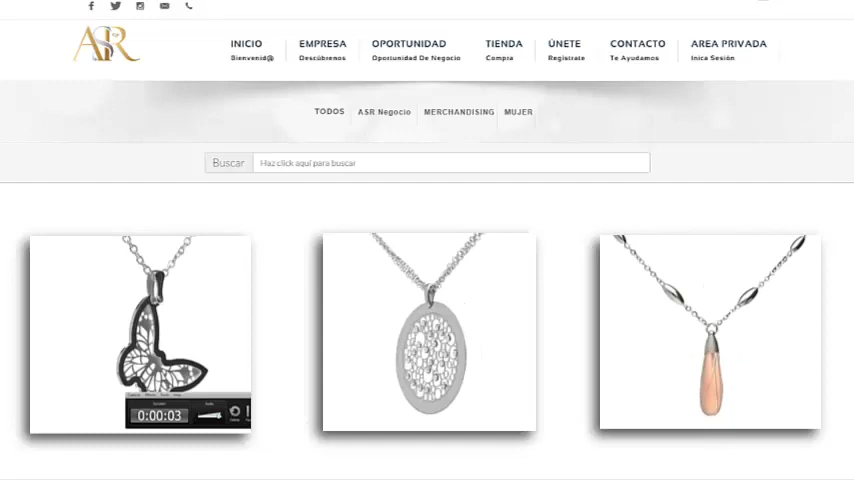 ASR
INICIO EMPRESA OPORTUNIDAD TIENDA ÚNETE CONTACTO AREA PRIVADA
Bienvenid@ Descúbrenos Oportunidad De Negocio Compra Regístrate Te Ayudamos Inica Sesión
TODOS ASR Negocio MERCHANDISING MUJER
Buscar Haz click aquí para buscar
0:00:03